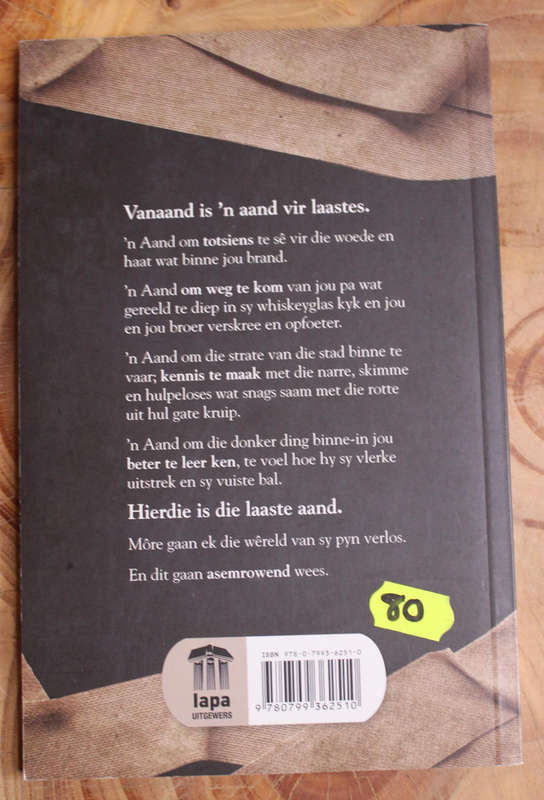 Vanaand is 'n aand vir laastes.
'n Aand om totsiens te sê vir die woede en
haat wat binne jou brand.
'n Aand om weg te kom van jou pa wat
gereeld te diep in sy whiskeyglas kyk en jou
en jou broer verskree en opfoeter.
'n Aand om die strate van die stad binne te
vaar; kennis te maak met die narre, skimme
en hulpeloses wat snags saam met die rotte
uit hul gate kruip.
'n Aand om die donker ding binne-in jou
beter te leer ken, te voel hoe hy sy vlerke
uitstrek en sy vuiste bal.
Hierdie is die laaste aand.
Môre gaan ek die wêreld van sy pyn verlos.
En dit gaan asemrowend wees.
80
ISBN 978-0-7993-6251-0
lapa
UITGEWERS
9 780799 362510